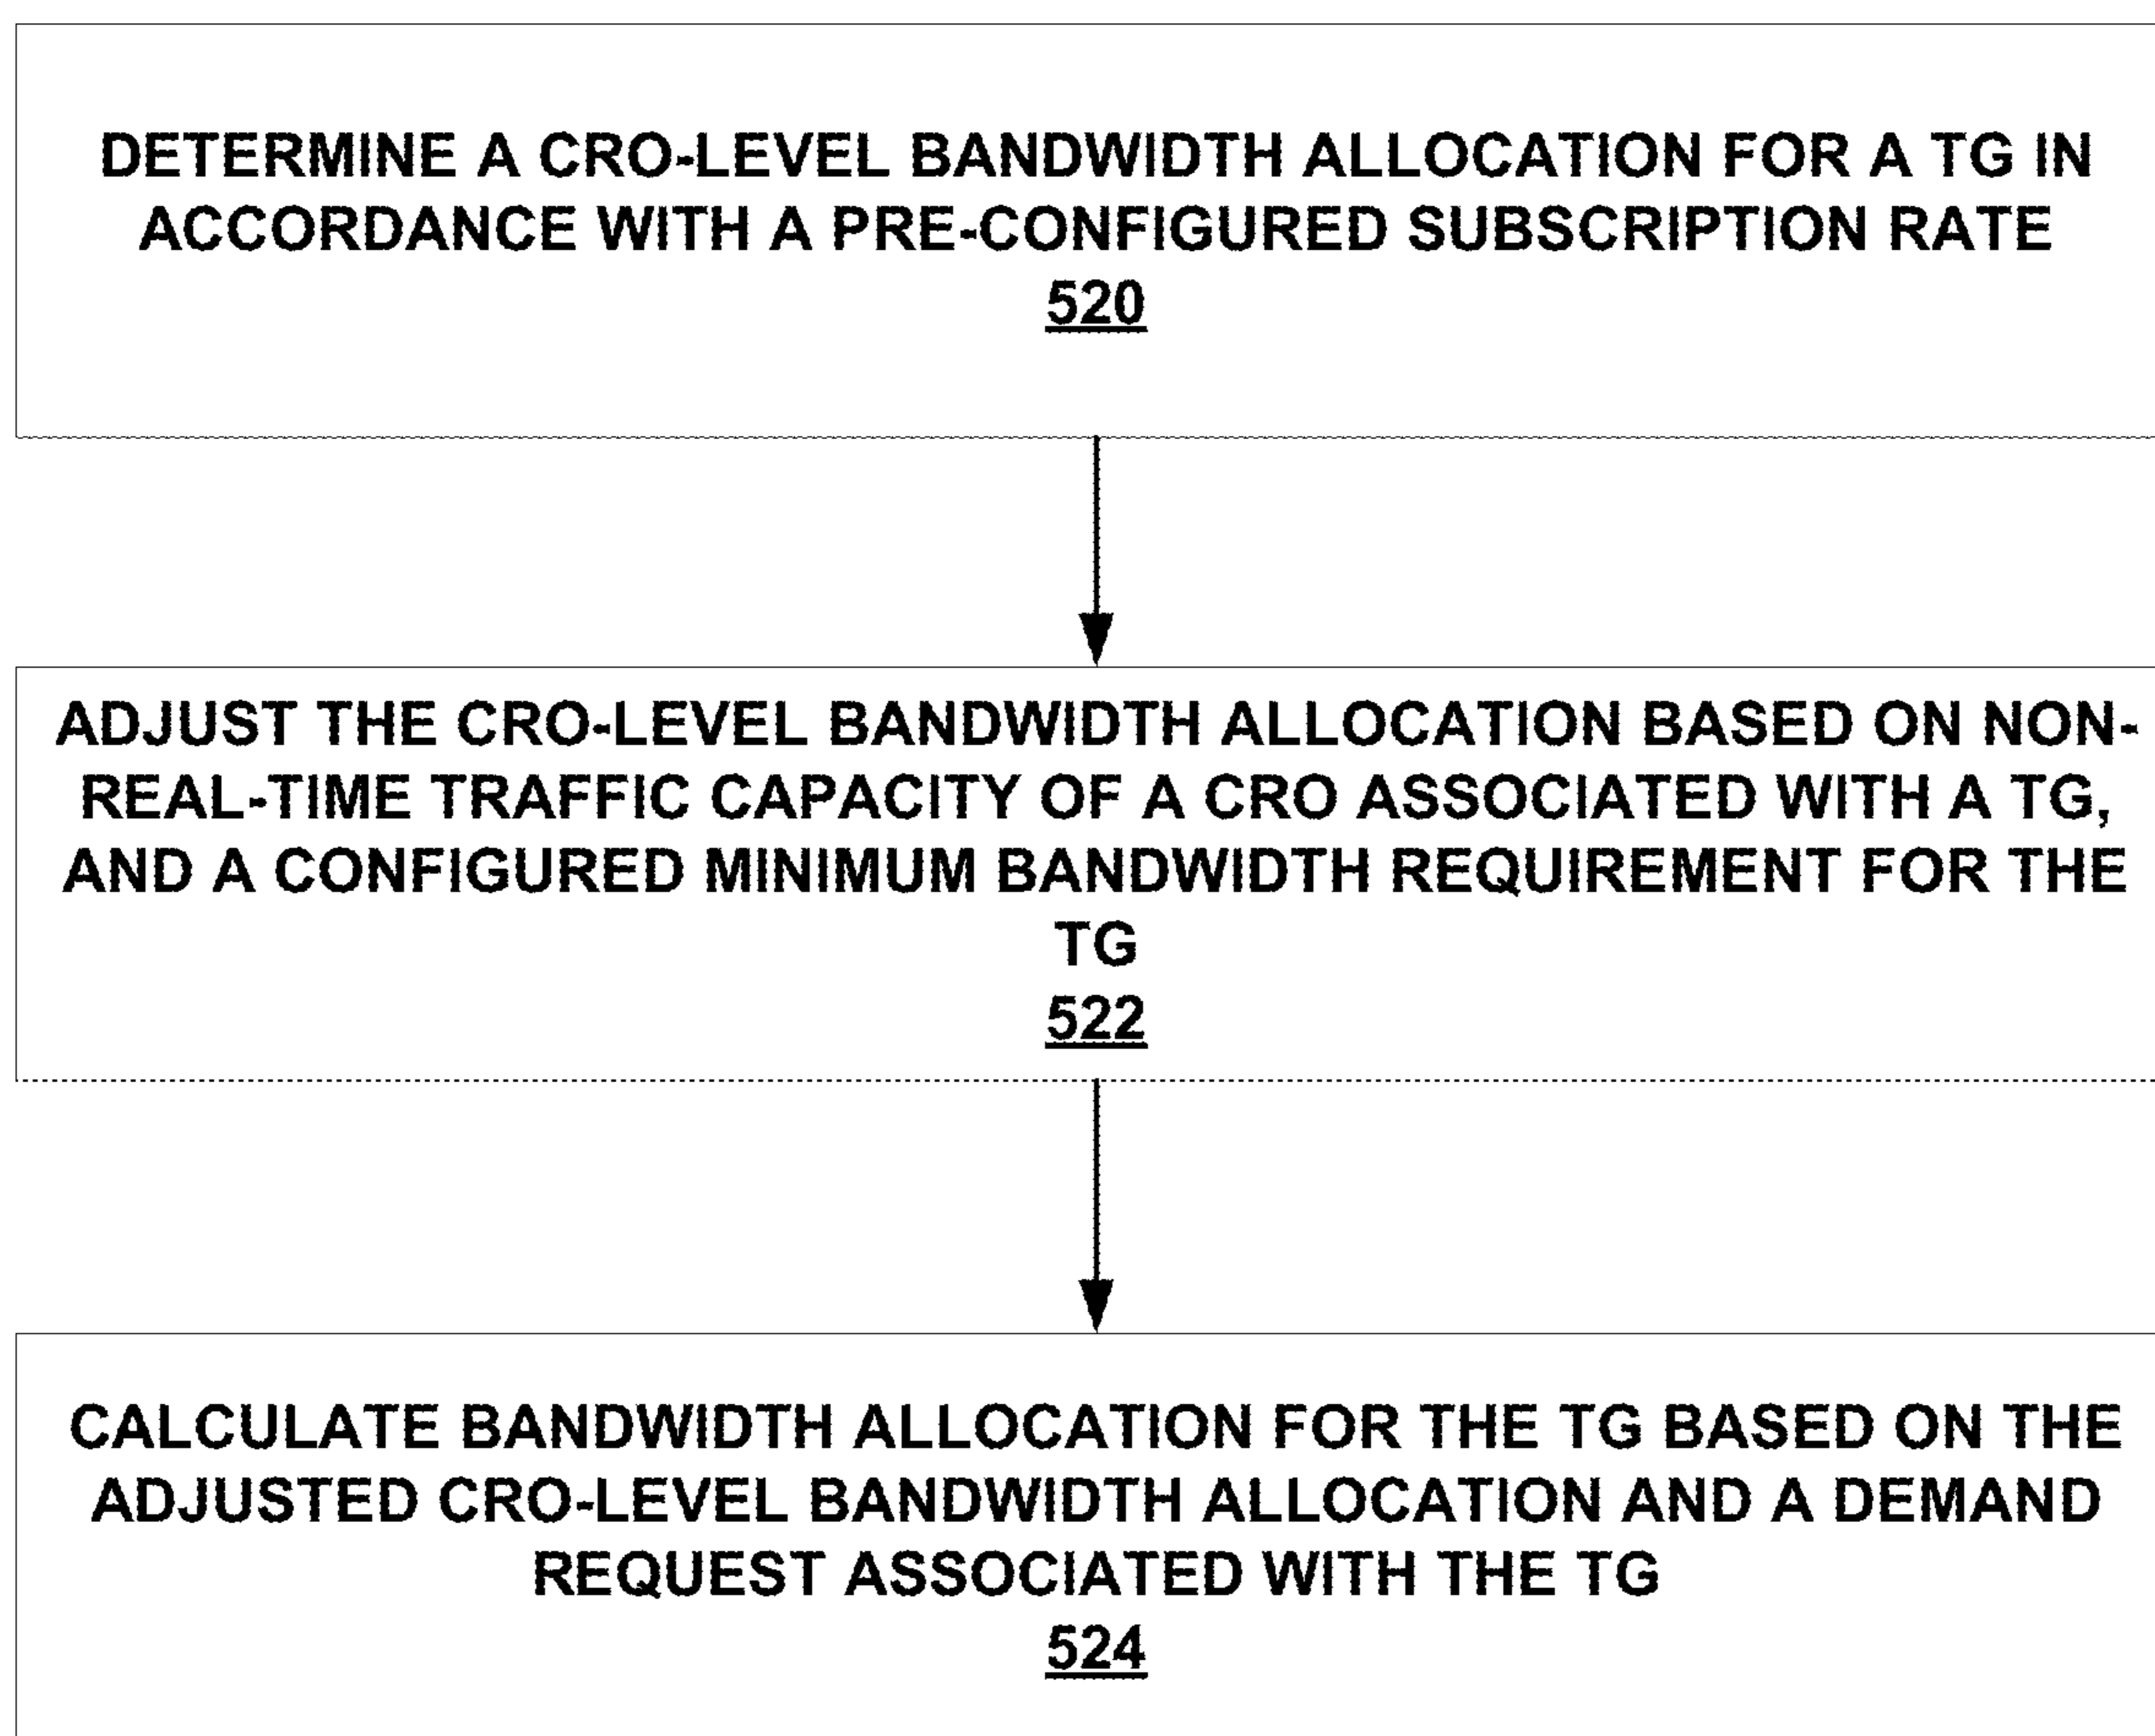 DETERMINE A CRO-LEVEL BANDWIDTH ALLOCATION FOR A TG IN
ACCORDANCE WITH A PRE-CONFIGURED SUBSCRIPTION RATE
520
ADJUST THE CRO-LEVEL BANDWIDTH ALLOCATION BASED ON NON-
REAL-TIME TRAFFIC CAPACITY OF A CRO ASSOCIATED WITH A TG,
AND A CONFIGURED MINIMUM BANDWIDTH REQUIREMENT FOR THE
TG
522
CALCULATE BANDWIDTH ALLOCATION FOR THE TG BASED ON THE
ADJUSTED CRO-LEVEL BANDWIDTH ALLOCATION AND A DEMAND
REQUEST ASSOCIATED WITH THE TG
524